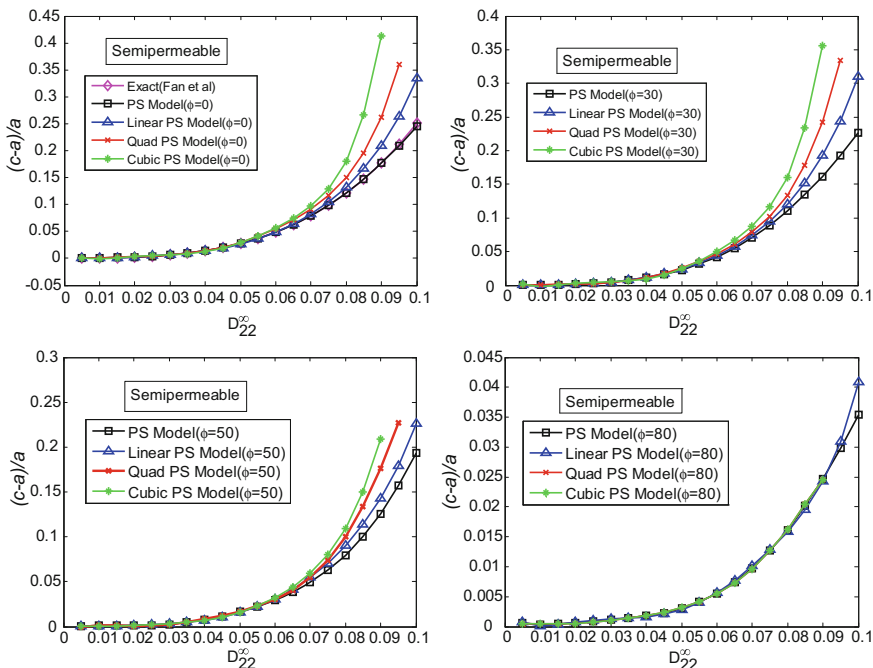 Semipermeable
Exact(Fan et al)
PS Model(ϕ=0)
Linear PS Model(ϕ=0)
Quad PS Model(ϕ=0)
Cubic PS Model(ϕ=0)
(c-a)/a
0.45
0.4
0.35
0.3
0.25
0.2
0.15
0.1
0.05
0
-0.05
0 0.01 0.02 0.03 0.04 0.05 0.06 0.07 0.08 0.09 0.1
D₂₂^∞
Semipermeable
PS Model(ϕ=30)
Linear PS Model(ϕ=30)
Quad PS Model(ϕ=30)
Cubic PS Model(ϕ=30)
(c-a)/a
0.4
0.35
0.3
0.25
0.2
0.15
0.1
0.05
0
0 0.01 0.02 0.03 0.04 0.05 0.06 0.07 0.08 0.09 0.1
D₂₂^∞
Semipermeable
PS Model(ϕ=50)
Linear PS Model(ϕ=50)
Quad PS Model(ϕ=50)
Cubic PS Model(ϕ=50)
(c-a)/a
0.3
0.25
0.2
0.15
0.1
0.05
0
0 0.01 0.02 0.03 0.04 0.05 0.06 0.07 0.08 0.09 0.1
D₂₂^∞
Semipermeable
PS Model(ϕ=80)
Linear PS Model(ϕ=80)
Quad PS Model(ϕ=80)
Cubic PS Model(ϕ=80)
(c-a)/a
0.045
0.04
0.035
0.03
0.025
0.02
0.015
0.01
0.005
0
0 0.01 0.02 0.03 0.04 0.05 0.06 0.07 0.08 0.09 0.1
D₂₂^∞